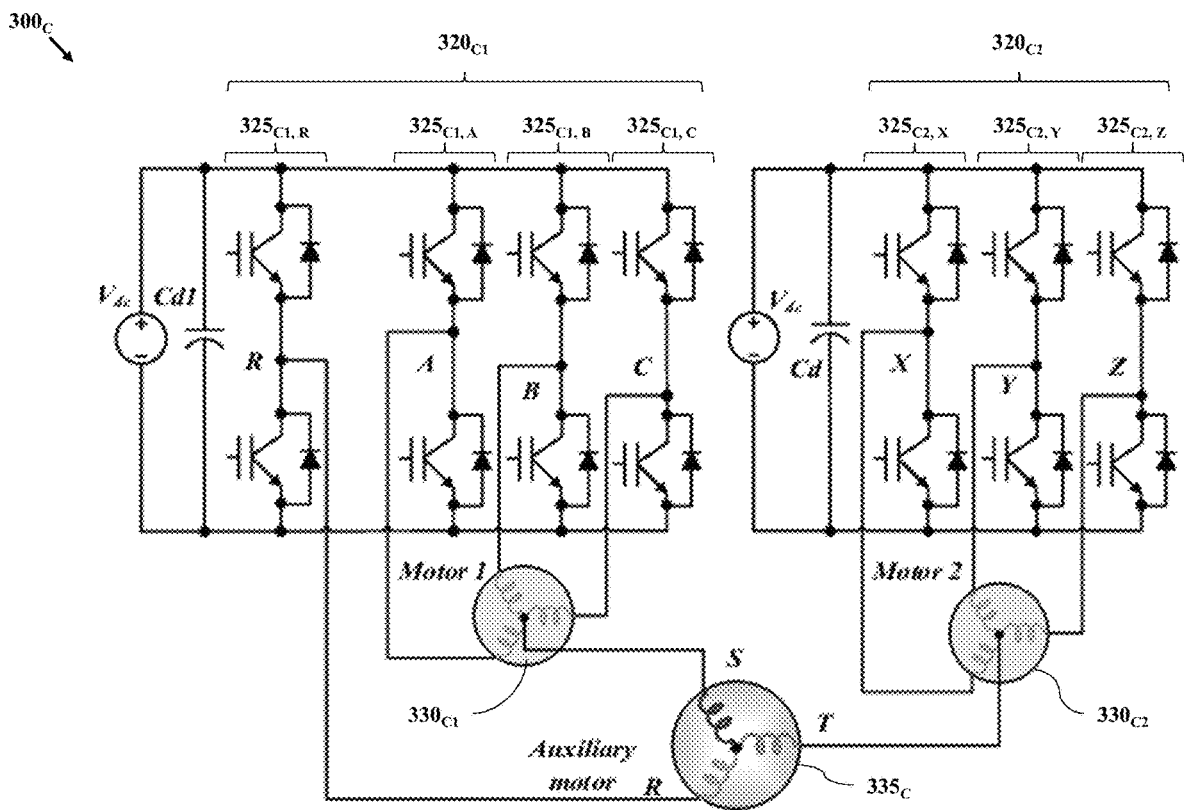 300C
320C1
320C2
325C1, R
325C1, A
325C1, B
325C1, C
325C2, X
325C2, Y
325C2, Z
Vdc
Cd1
R
A
B
C
Vdc
Cd
X
Y
Z
+
−
+
−
Motor 1
Motor 2
S
330C1
330C2
T
Auxiliary
motor
R
335C